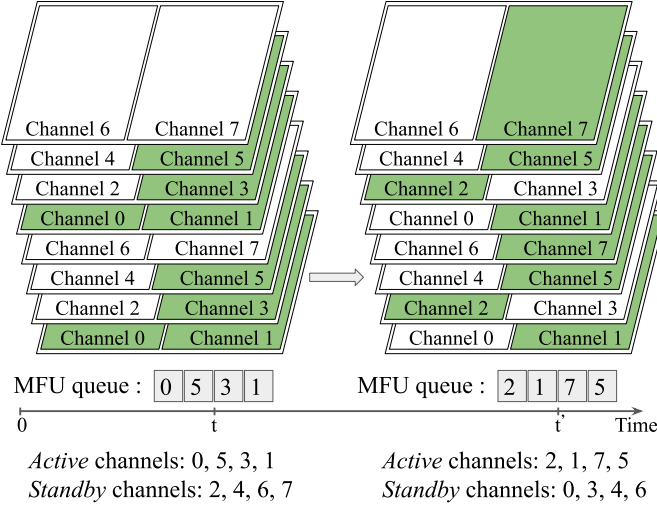 Channel 6 Channel 7
Channel 4 Channel 5
Channel 2 Channel 3
Channel 0 Channel 1
Channel 6 Channel 7
Channel 4 Channel 5
Channel 2 Channel 3
Channel 0 Channel 1
MFU queue : 0 5 3 1
Channel 6 Channel 7
Channel 4 Channel 5
Channel 2 Channel 3
Channel 0 Channel 1
Channel 6 Channel 7
Channel 4 Channel 5
Channel 2 Channel 3
Channel 0 Channel 1
MFU queue : 2 1 7 5
0 t t’ Time
Active channels: 0, 5, 3, 1
Standby channels: 2, 4, 6, 7
Active channels: 2, 1, 7, 5
Standby channels: 0, 3, 4, 6